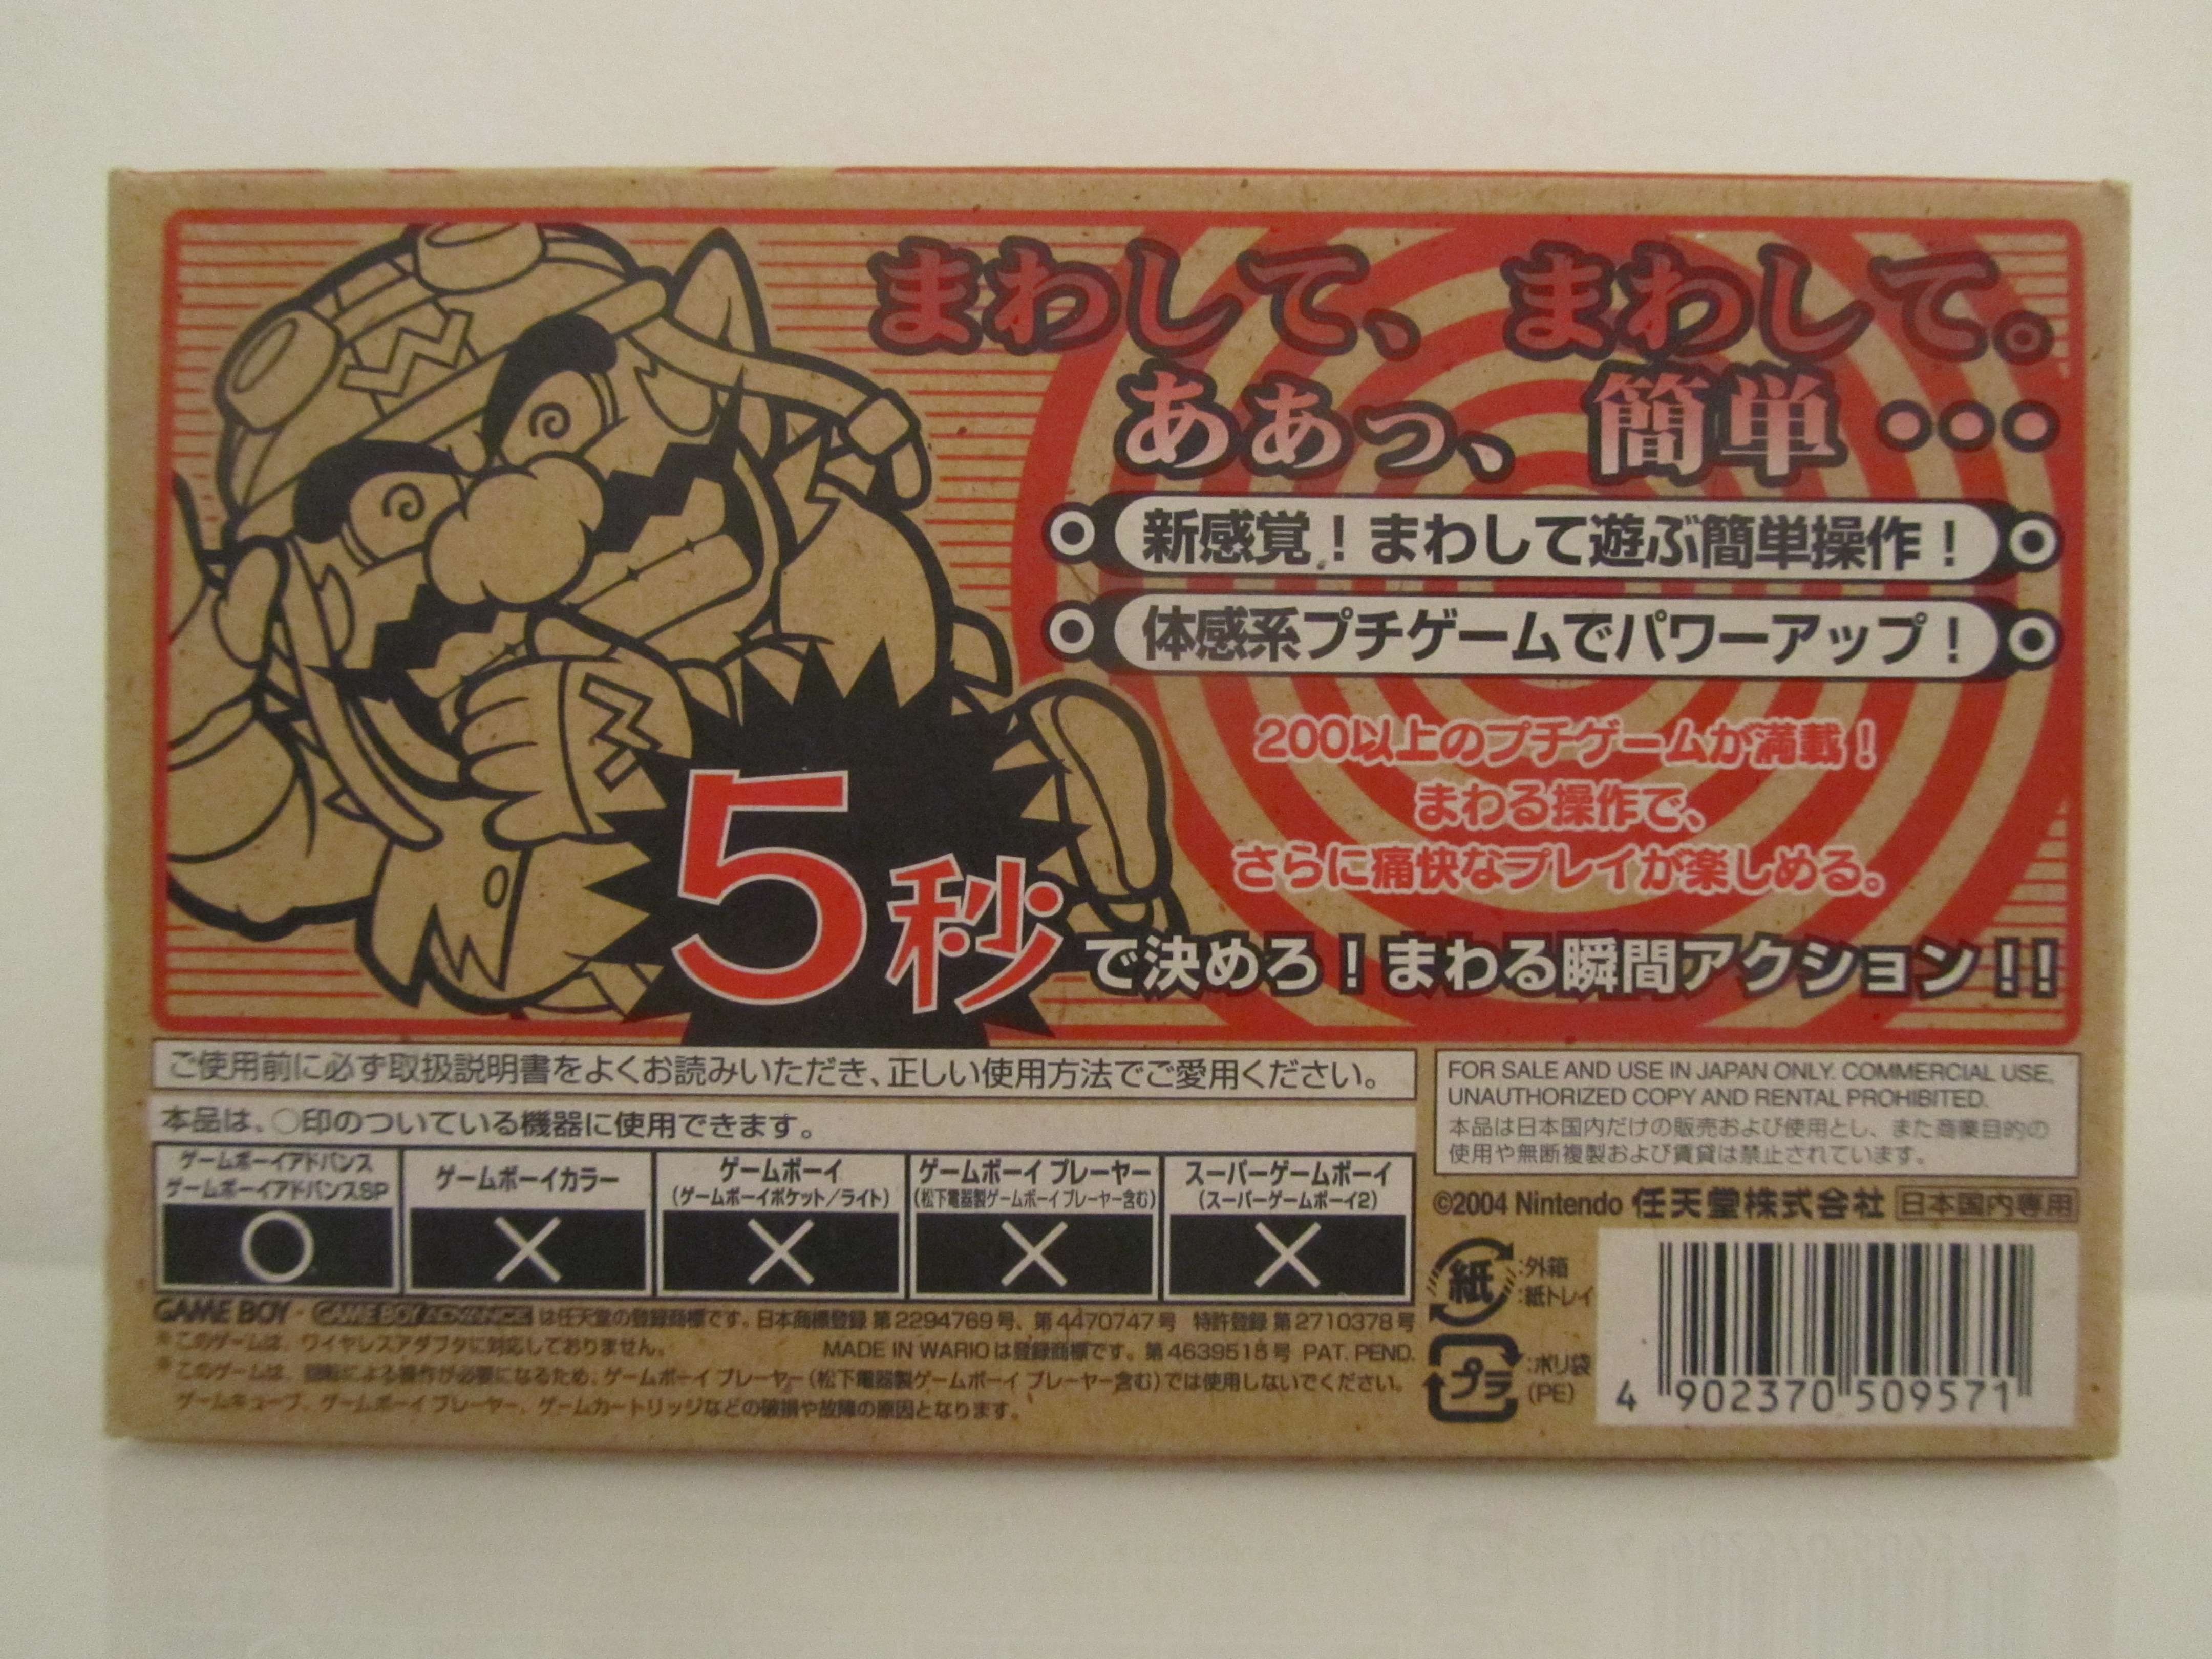 まわして、まわして。
ああっ、簡単・・・
新感覚！まわして遊ぶ簡単操作！
体感系プチゲームでパワーアップ！
200以上のプチゲームが満載！
まわる操作で、
さらに痛快なプレイが楽しめる。
5秒で決めろ！まわる瞬間アクション！！
ご使用前に必ず取扱説明書をよくお読みいただき、正しい使用方法でご愛用ください。
本品は、○印のついている機器に使用できます。
ゲームボーイアドバンス
ゲームボーイアドバンスSP
○
ゲームボーイカラー
×
ゲームボーイ
(ゲームボーイポケット／ライト)
×
ゲームボーイ プレーヤー
(松下電器製ゲームボーイ プレーヤー含む)
×
スーパーゲームボーイ
(スーパーゲームボーイ2)
×
GAME BOY・GAME BOY ADVANCE は任天堂の登録商標です。日本商標登録 第2294769号、第4470747号 特許登録 第2710378号
※このゲームは、ワイヤレスアダプタに対応しておりません。
MADE IN WARIOは登録商標です。第4639515号 PAT. PEND.
※このゲームは、回転による操作が必要になるため、ゲームボーイ プレーヤー(松下電器製ゲームボーイ プレーヤー含む)では使用しないでください。
ゲームキューブ、ゲームボーイ プレーヤー、ゲームカートリッジなどの破損や故障の原因となります。
FOR SALE AND USE IN JAPAN ONLY. COMMERCIAL USE,
UNAUTHORIZED COPY AND RENTAL PROHIBITED.
本品は日本国内だけの販売および使用とし、また商業目的の
使用や無断複製および賃貸は禁止されています。
©2004 Nintendo 任天堂株式会社 日本国内専用
紙 :外箱
:紙トレイ
プラ :ポリ袋
(PE)
4 902370 509571
W
W
W